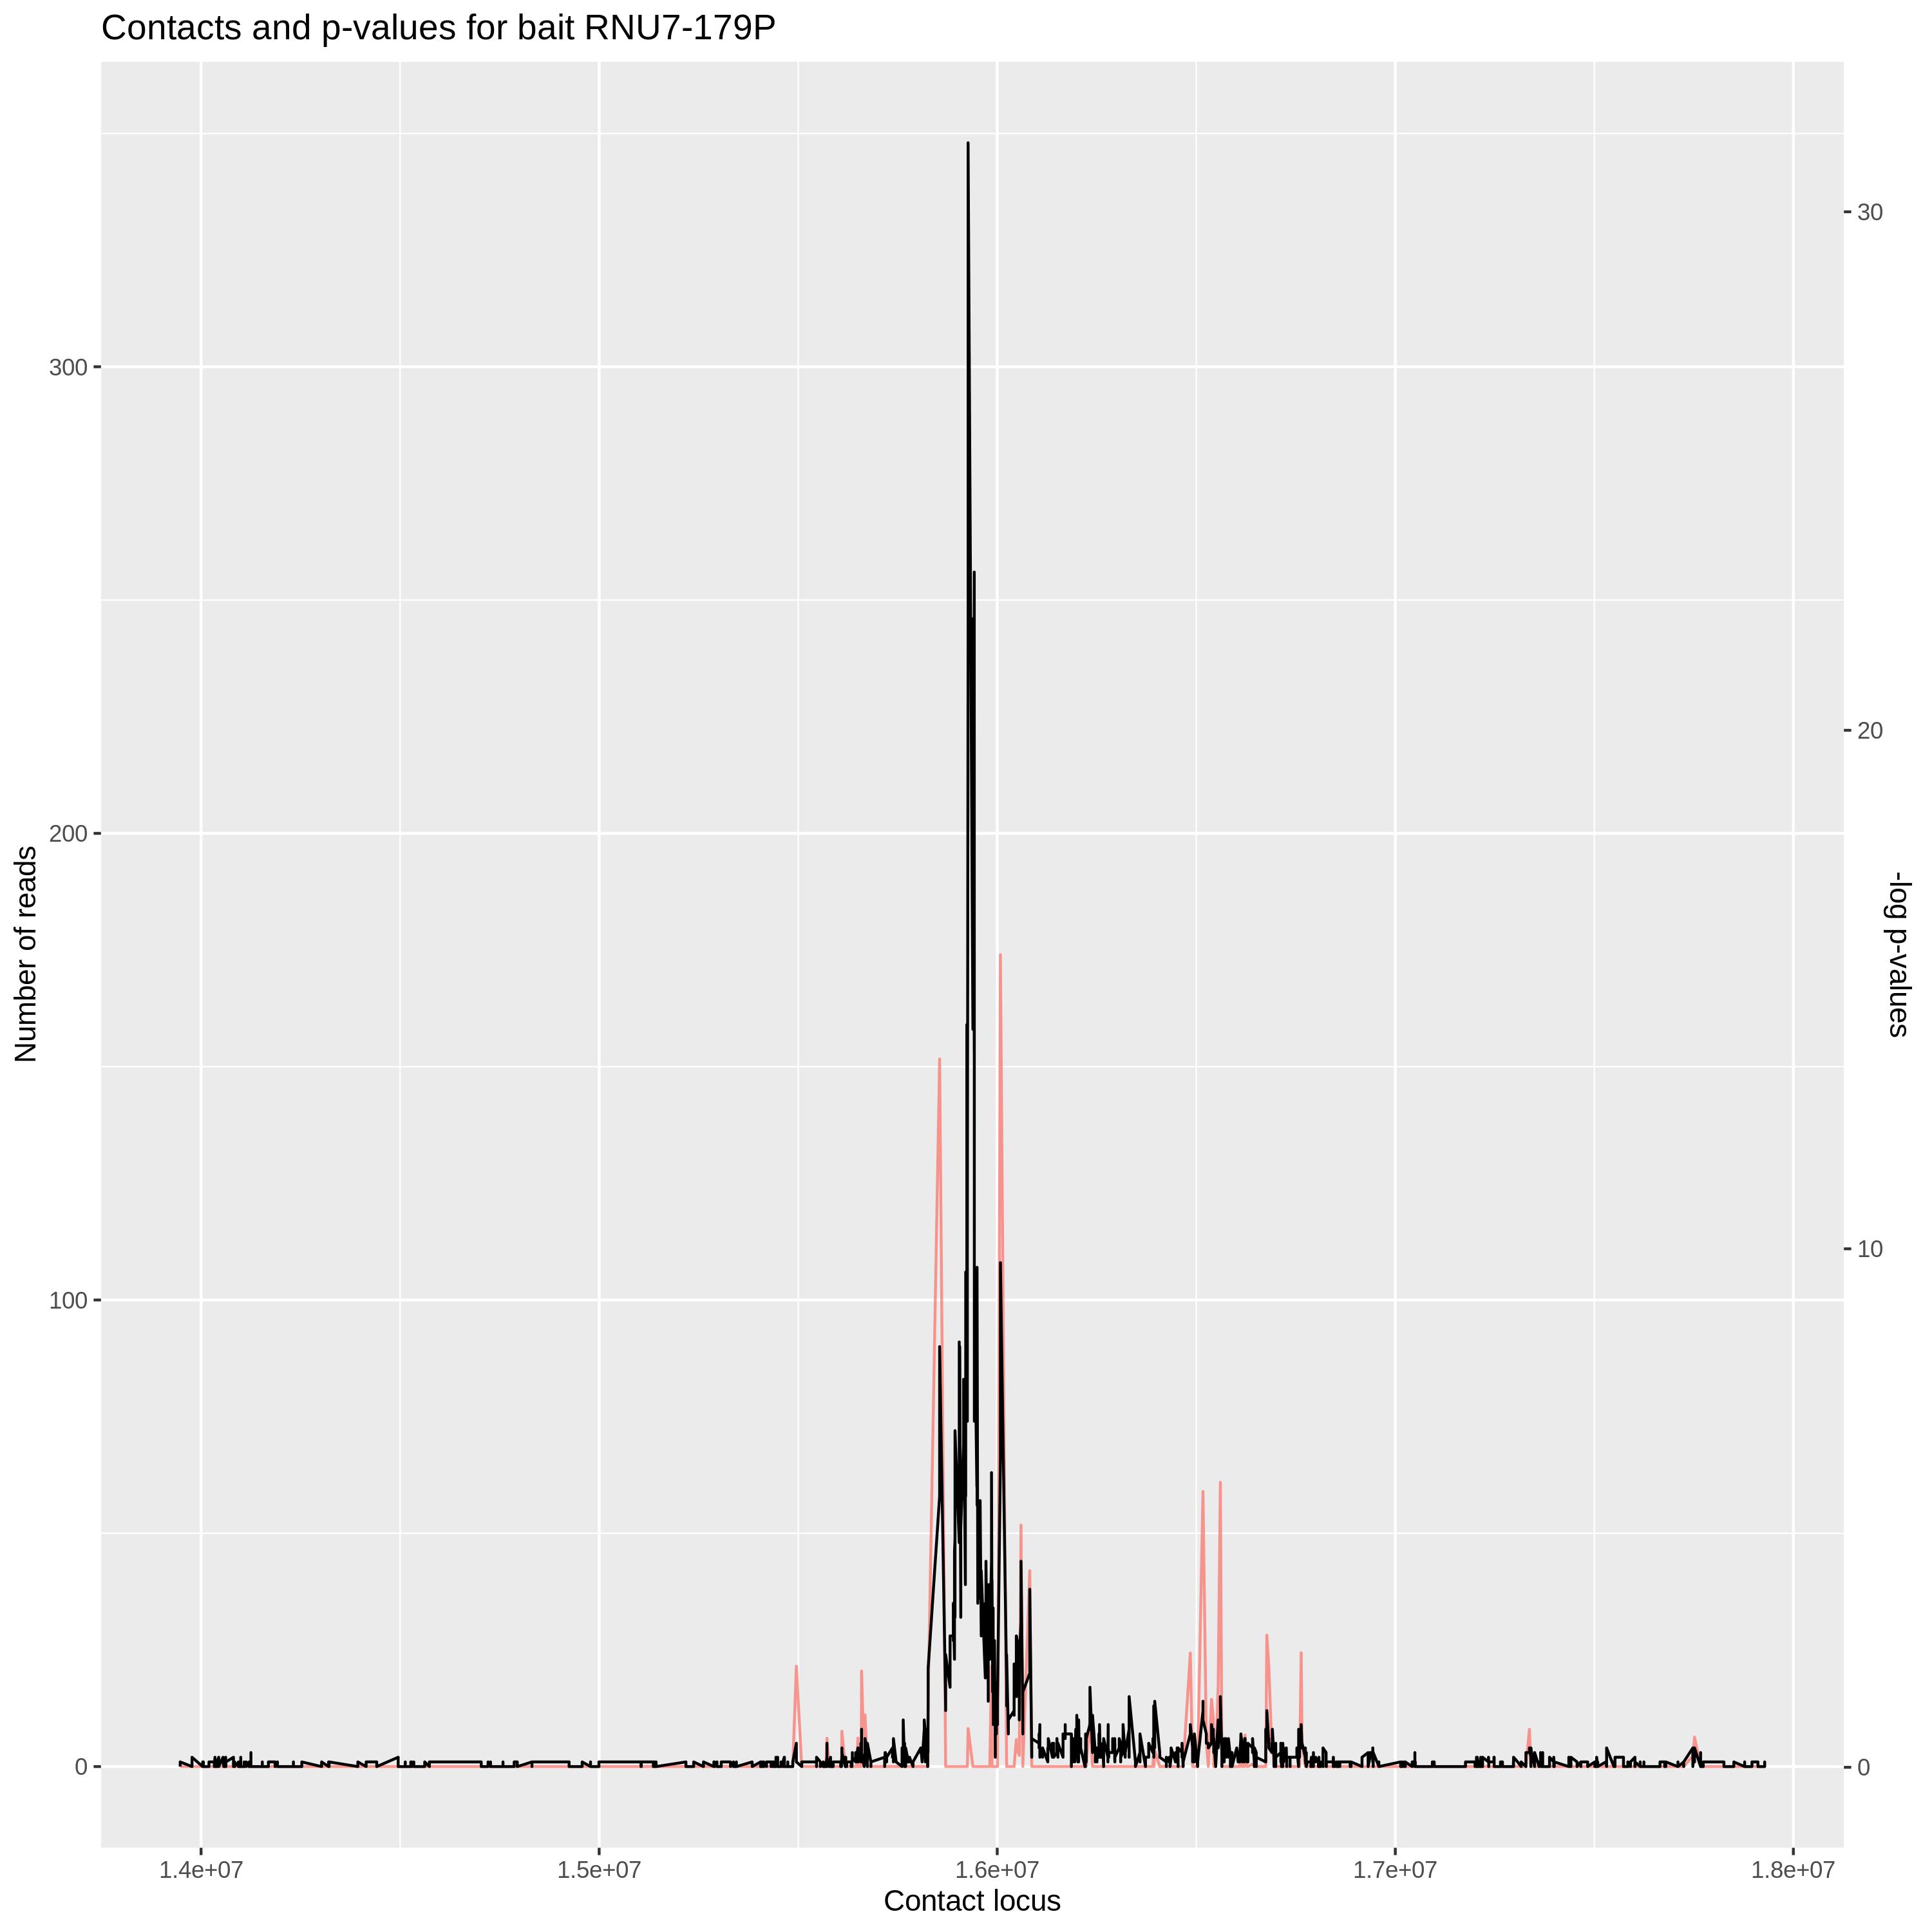 Contacts and p-values for bait RNU7-179P
300
200
100
0
Number of reads
30
20
10
0
-log p-values
1.4e+07
1.5e+07
1.6e+07
1.7e+07
1.8e+07
Contact locus